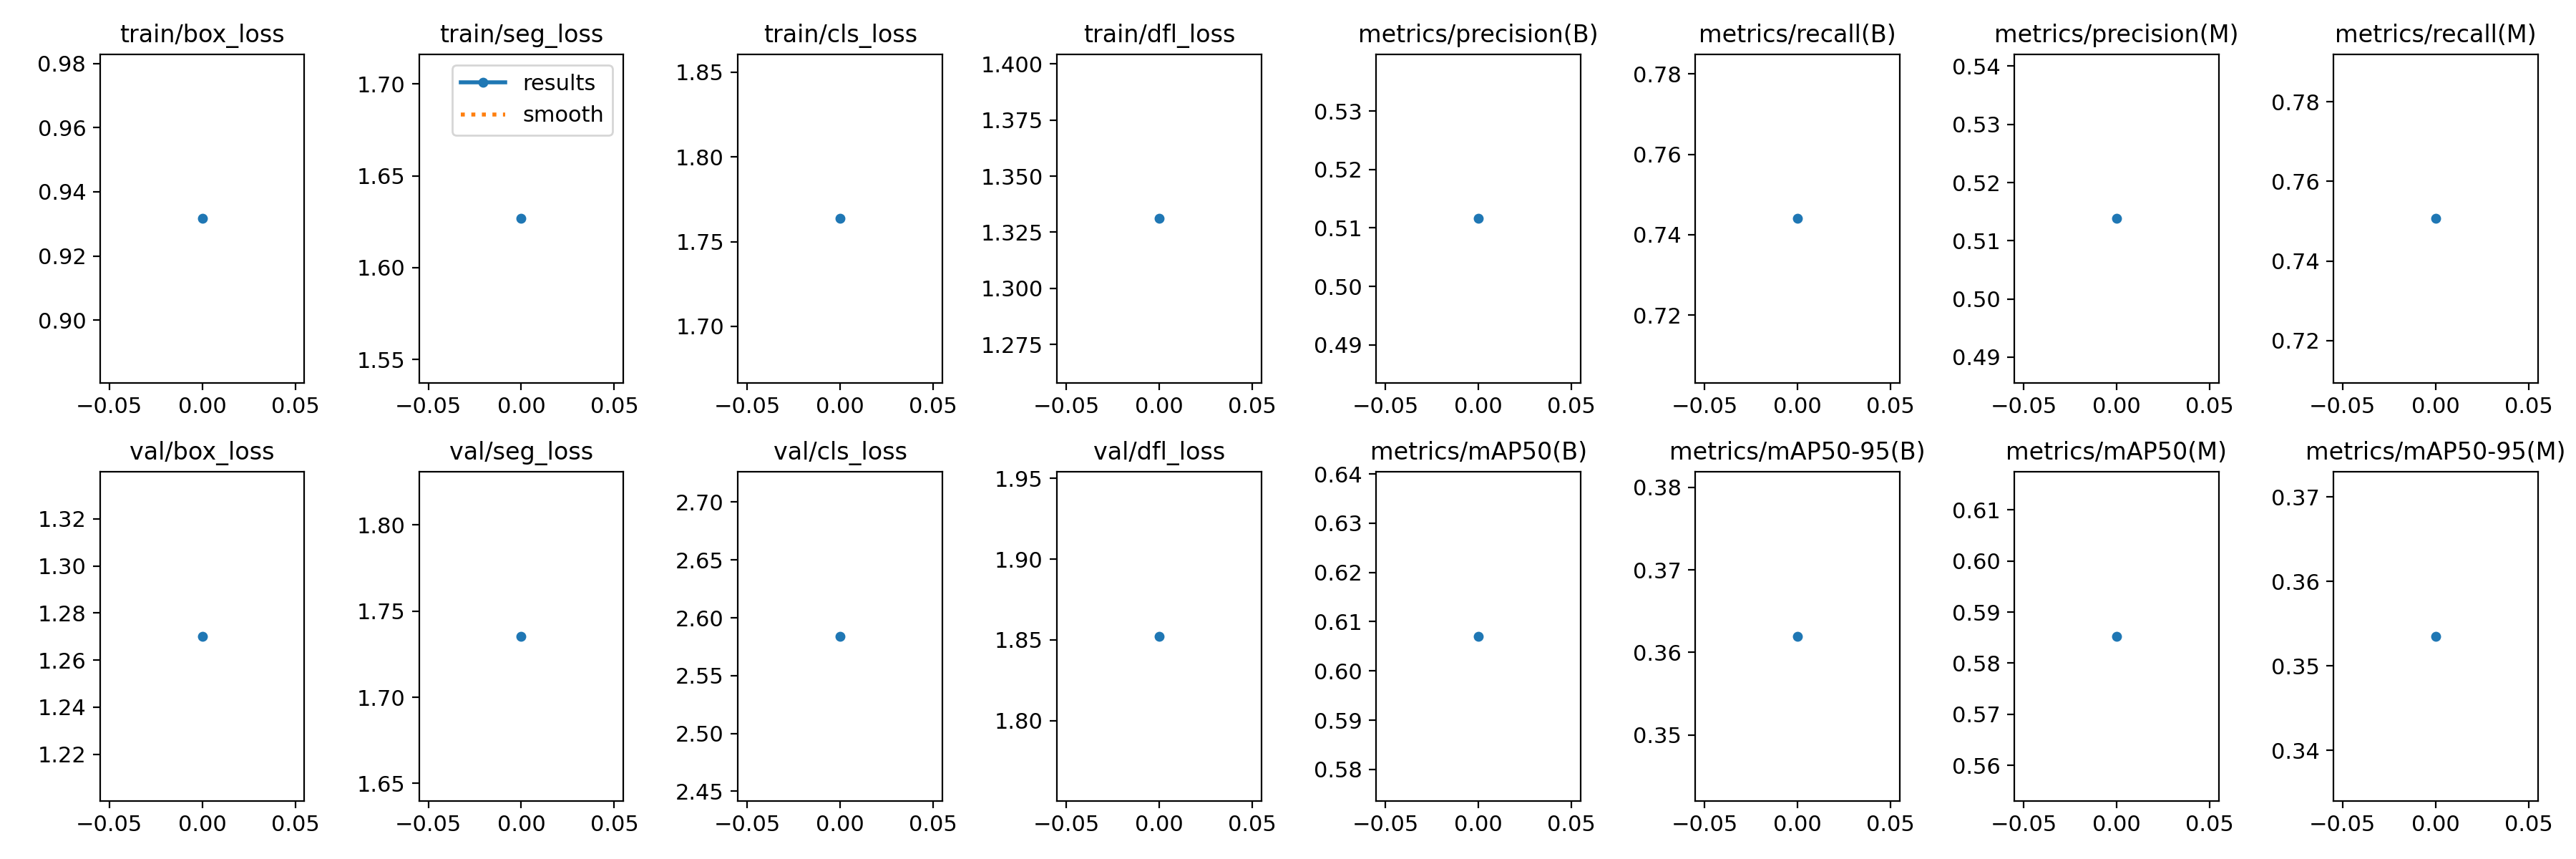 train/box_loss
0.98
0.96
0.94
0.92
0.90
−0.05 0.00 0.05
train/seg_loss
results
smooth
1.70
1.65
1.60
1.55
−0.05 0.00 0.05
train/cls_loss
1.85
1.80
1.75
1.70
−0.05 0.00 0.05
train/dfl_loss
1.400
1.375
1.350
1.325
1.300
1.275
−0.05 0.00 0.05
metrics/precision(B)
0.53
0.52
0.51
0.50
0.49
−0.05 0.00 0.05
metrics/recall(B)
0.78
0.76
0.74
0.72
−0.05 0.00 0.05
metrics/precision(M)
0.54
0.53
0.52
0.51
0.50
0.49
−0.05 0.00 0.05
metrics/recall(M)
0.78
0.76
0.74
0.72
−0.05 0.00 0.05
val/box_loss
1.32
1.30
1.28
1.26
1.24
1.22
−0.05 0.00 0.05
val/seg_loss
1.80
1.75
1.70
1.65
−0.05 0.00 0.05
val/cls_loss
2.70
2.65
2.60
2.55
2.50
2.45
−0.05 0.00 0.05
val/dfl_loss
1.95
1.90
1.85
1.80
−0.05 0.00 0.05
metrics/mAP50(B)
0.64
0.63
0.62
0.61
0.60
0.59
0.58
−0.05 0.00 0.05
metrics/mAP50-95(B)
0.38
0.37
0.36
0.35
−0.05 0.00 0.05
metrics/mAP50(M)
0.61
0.60
0.59
0.58
0.57
0.56
−0.05 0.00 0.05
metrics/mAP50-95(M)
0.37
0.36
0.35
0.34
−0.05 0.00 0.05